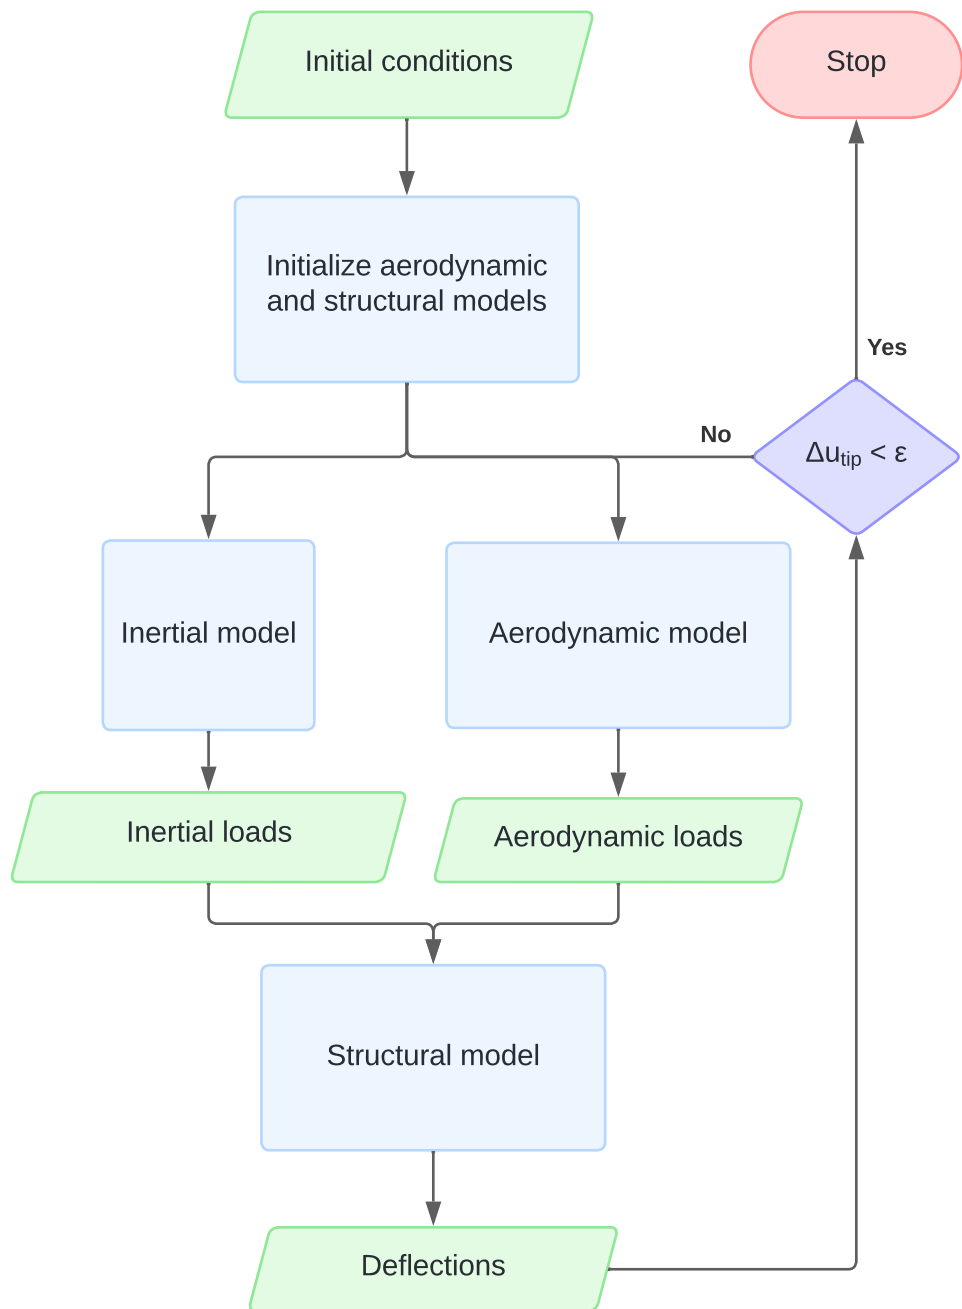 Initial conditions
Stop
Initialize aerodynamic
and structural models
Yes
No
Δu_tip < ε
Inertial model
Aerodynamic model
Inertial loads
Aerodynamic loads
Structural model
Deflections